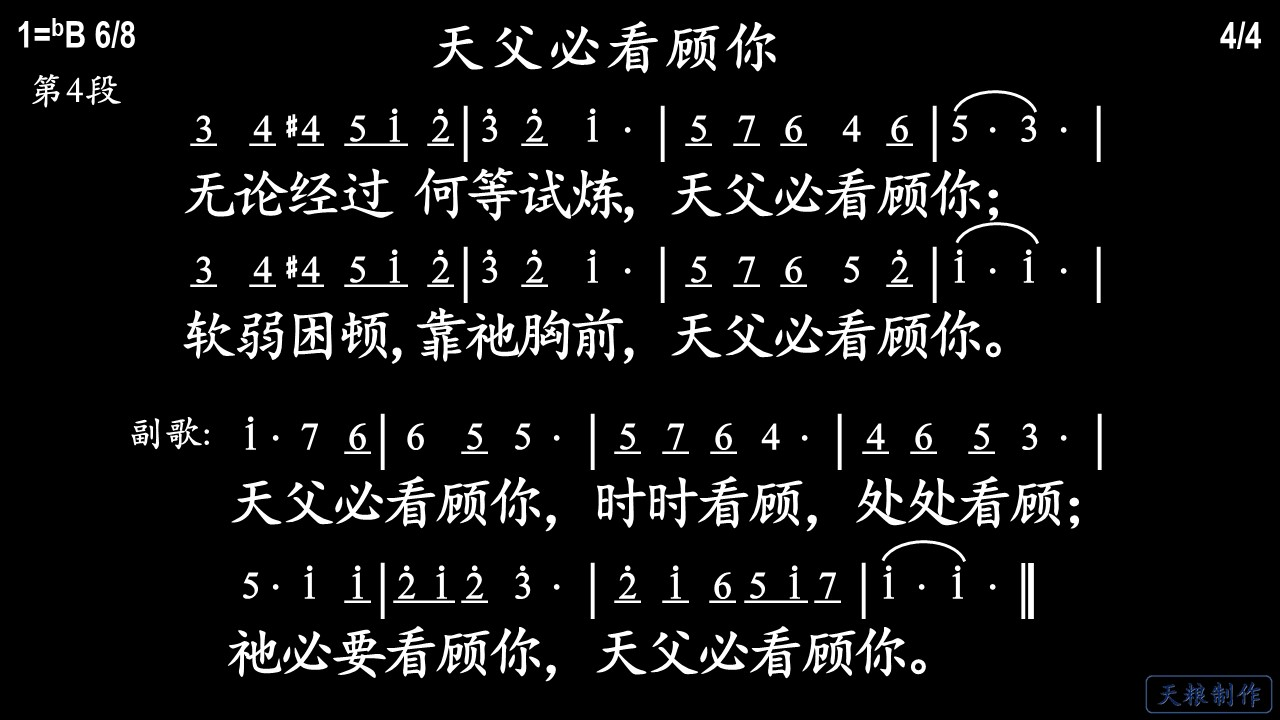 1=ᵇB 6/8
天父必看顾你
4/4
第4段
3 4 #4 5 i̇ 2̇ | 3̇ 2̇ i̇ · | 5 7 6 4 6 | 5 · 3 · |
无论经过 何等试炼，天父必看顾你；
3 4 #4 5 i̇ 2̇ | 3̇ 2̇ i̇ · | 5 7 6 5 2̇ | i̇ · i̇ · |
软弱困顿，靠祂胸前，天父必看顾你。
副歌: i̇ · 7 6 | 6 5 5 · | 5 7 6 4 · | 4 6 5 3 · |
天父必看顾你，时时看顾，处处看顾；
5 · i̇ i̇ | 2̇ i̇ 2̇ 3̇ · | 2̇ i̇ 6 5 i̇ 7 | i̇ · i̇ · ‖
祂必要看顾你，天父必看顾你。
天粮制作